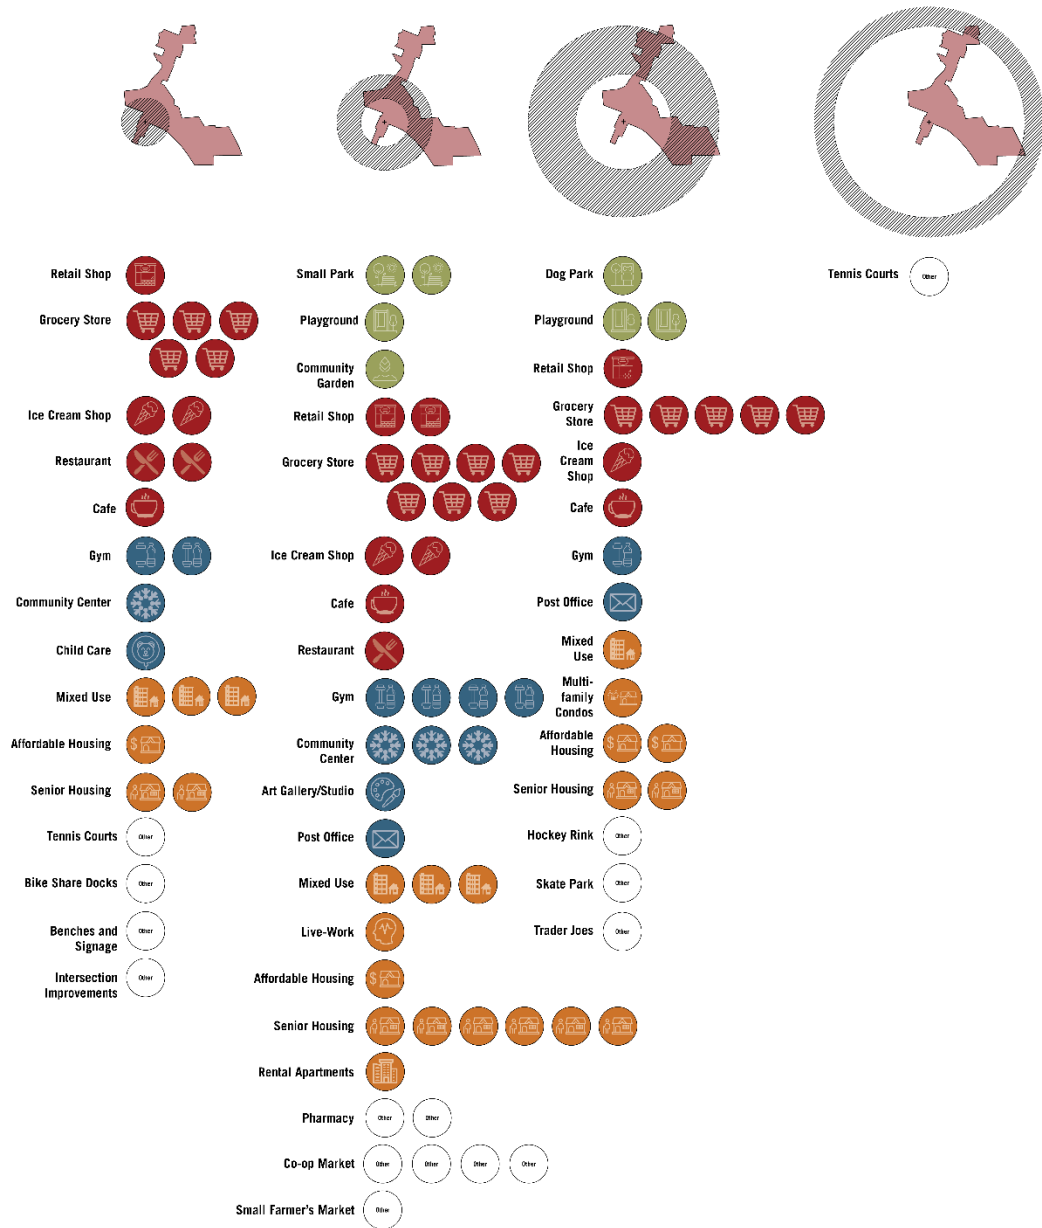 Retail Shop
Grocery Store
Ice Cream Shop
Restaurant
Cafe
Gym
Community Center
Child Care
Mixed Use
Affordable Housing
$
Senior Housing
Tennis Courts
Other
Bike Share Docks
Other
Benches and
Signage
Other
Intersection
Improvements
Other
Small Park
Playground
Community
Garden
Retail Shop
Grocery Store
Ice Cream Shop
Cafe
Restaurant
Gym
Community
Center
Art Gallery/Studio
Post Office
Mixed Use
Live-Work
Affordable Housing
$
Senior Housing
Rental Apartments
Pharmacy
Other
Other
Co-op Market
Other
Other
Other
Other
Small Farmer's Market
Other
Dog Park
Playground
Retail Shop
Grocery
Store
Ice
Cream
Shop
Cafe
Gym
Post Office
Mixed
Use
Multi-
family
Condos
Affordable
Housing
$
$
Senior Housing
Hockey Rink
Other
Skate Park
Other
Trader Joes
Other
Tennis Courts
Other